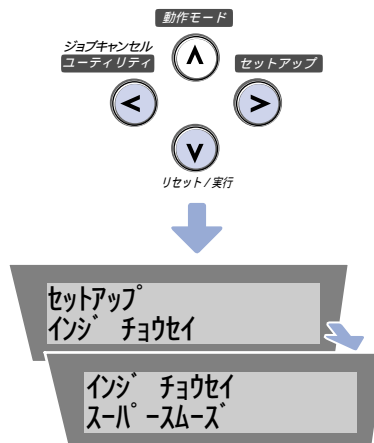 動作モード
ジョブキャンセル
ユーティリティ
セットアップ
リセット/実行
セットアップ
インジ チョウセイ
インジ チョウセイ
スーパースムーズ